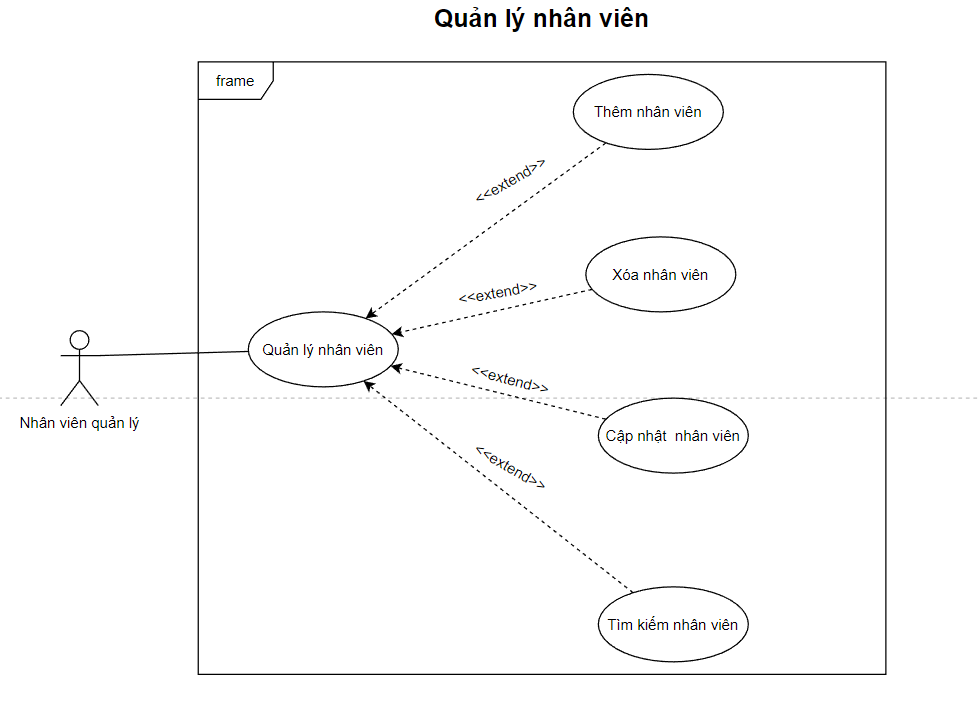 Quản lý nhân viên
frame
Thêm nhân viên
<<extend>>
Xóa nhân viên
<<extend>>
Quản lý nhân viên
<<extend>>
Nhân viên quản lý
Cập nhật  nhân viên
<<extend>>
Tìm kiếm nhân viên